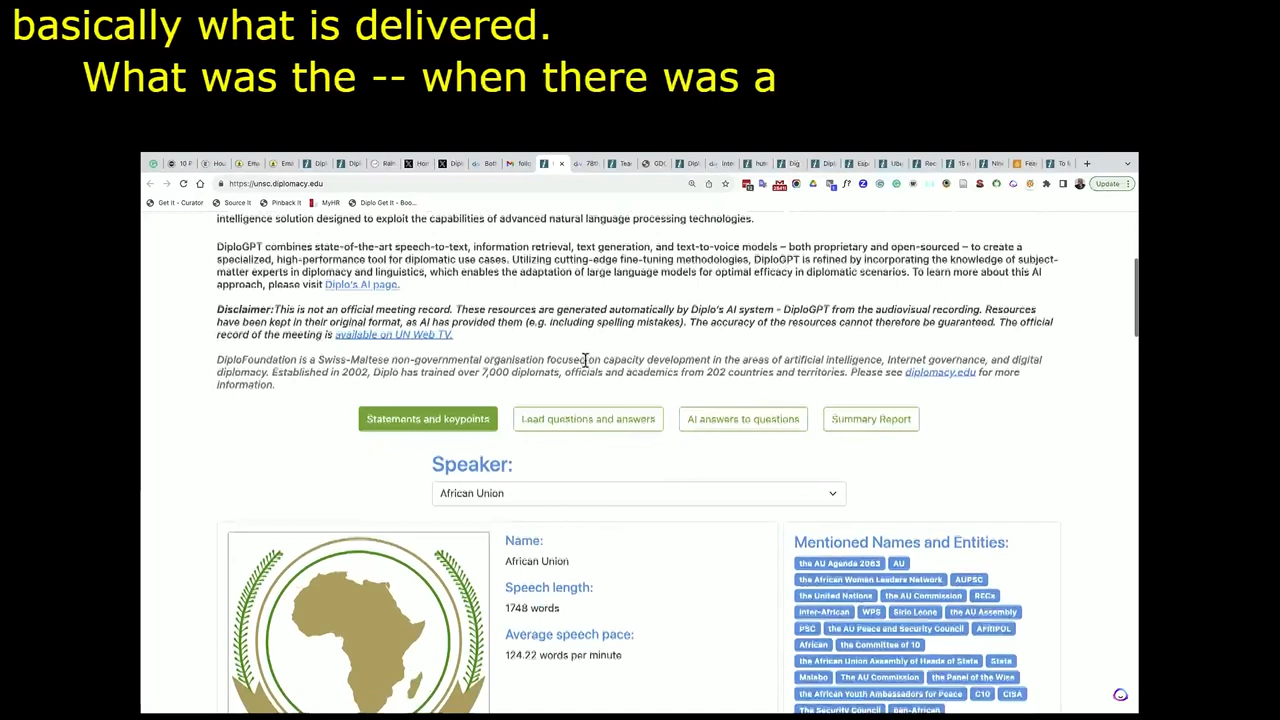 basically what is delivered.
What was the -- when there was a
https://unsc.diplomacy.edu
Update
Get It - Curator
Source It
Pinback It
MyHR
Diplo Get It - Boo...
intelligence solution designed to exploit the capabilities of advanced natural language processing technologies.
DiploGPT combines state-of-the-art speech-to-text, information retrieval, text generation, and text-to-voice models – both proprietary and open-sourced – to create a
specialized, high-performance tool for diplomatic use cases. Utilizing cutting-edge fine-tuning methodologies, DiploGPT is refined by incorporating the knowledge of subject-
matter experts in diplomacy and linguistics, which enables the adaptation of large language models for optimal efficacy in diplomatic scenarios. To learn more about this AI
approach, please visit Diplo's AI page.
Disclaimer:This is not an official meeting record. These resources are generated automatically by Diplo's AI system - DiploGPT from the audiovisual recording. Resources
have been kept in their original format, as AI has provided them (e.g. including spelling mistakes). The accuracy of the resources cannot therefore be guaranteed. The official
record of the meeting is available on UN Web TV.
DiploFoundation is a Swiss-Maltese non-governmental organisation focused on capacity development in the areas of artificial intelligence, Internet governance, and digital
diplomacy. Established in 2002, Diplo has trained over 7,000 diplomats, officials and academics from 202 countries and territories. Please see diplomacy.edu for more
information.
Statements and keypoints
Lead questions and answers
AI answers to questions
Summary Report
Speaker:
African Union
Name:
African Union
Speech length:
1748 words
Average speech pace:
124.22 words per minute
Mentioned Names and Entities:
the AU Agenda 2063 AU
the African Women Leaders Network AUPSC
the United Nations the AU Commission RECs
Inter-African WPS Sirio Leone the AU Assembly
PSC the AU Peace and Security Council AFRIPOL
African the Committee of 10
the African Union Assembly of Heads of State State
Malabo The AU Commission the Panel of the Wise
the African Youth Ambassadors for Peace C10 CISA
The Security Council pan-African